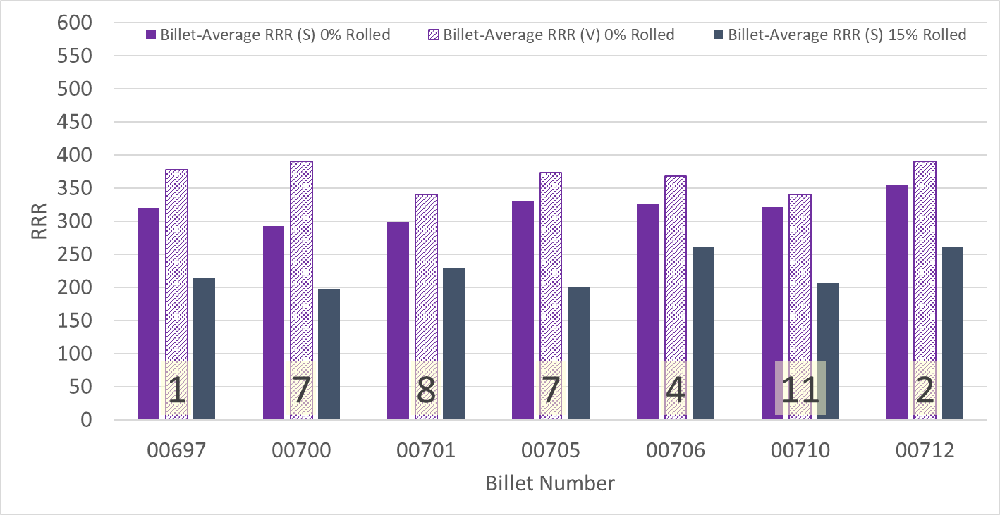 600
Billet-Average RRR (S) 0% Rolled Billet-Average RRR (V) 0% Rolled Billet-Average RRR (S) 15% Rolled
550
500
450
400
350
300
250
200
150
100
50
0
RRR
1 7 8 7 4 11 2
00697 00700 00701 00705 00706 00710 00712
Billet Number